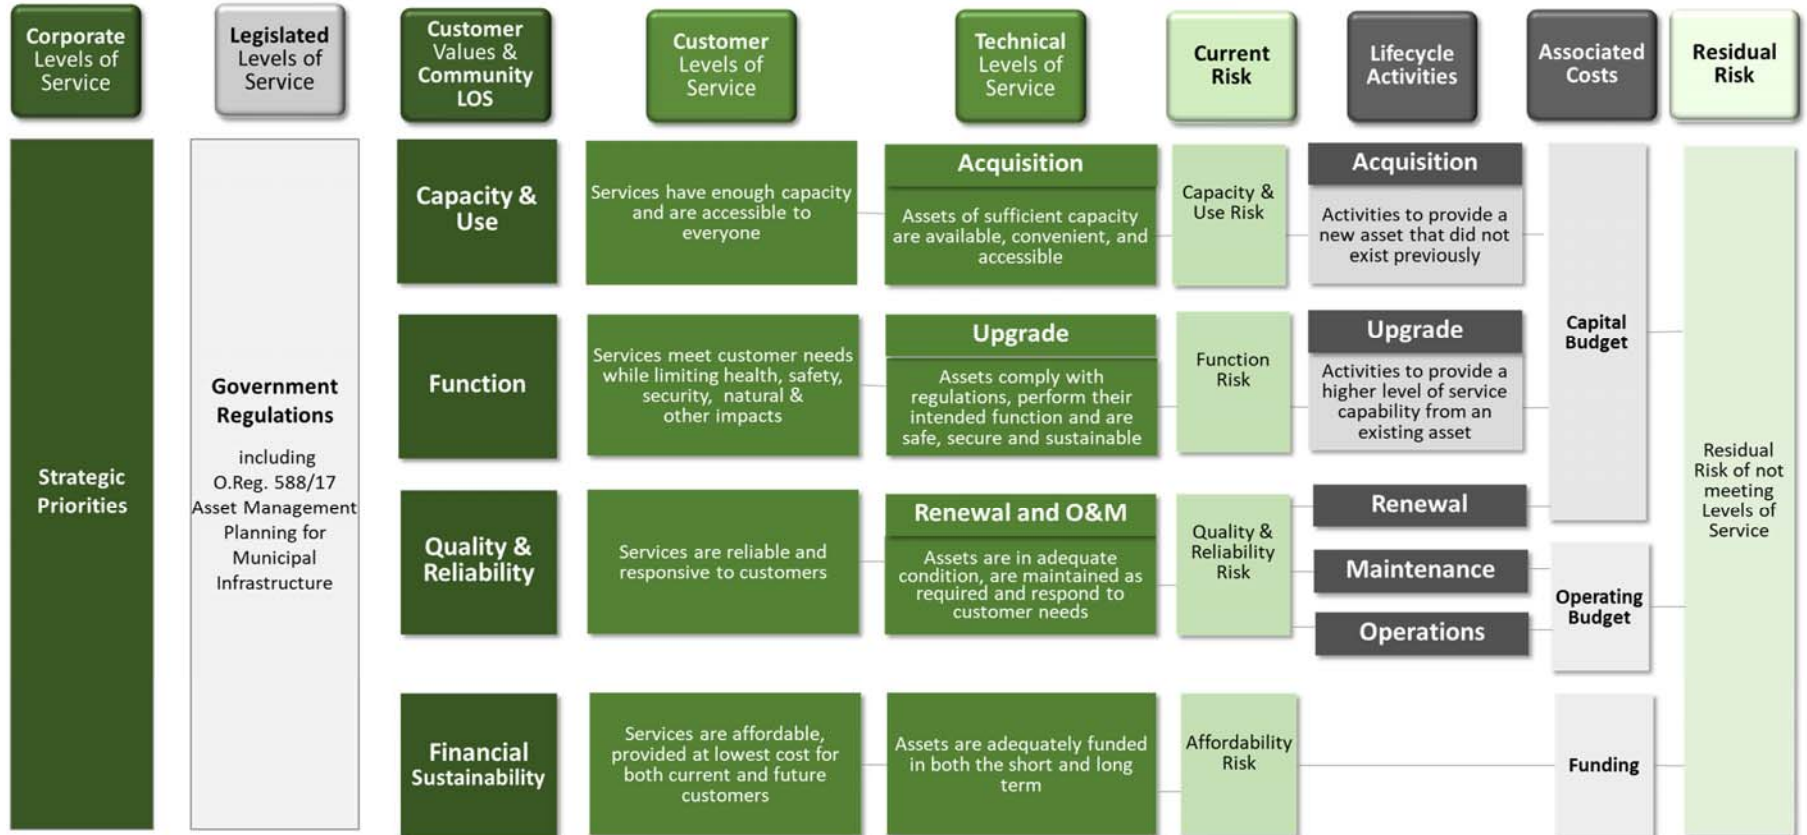 Corporate
Levels of
Service
Legislated
Levels of
Service
Customer
Values &
Community
LOS
Customer
Levels of
Service
Technical
Levels of
Service
Current
Risk
Lifecycle
Activities
Associated
Costs
Residual
Risk
Strategic
Priorities
Government
Regulations
including
O.Reg. 588/17
Asset Management
Planning for
Municipal
Infrastructure
Capacity &
Use
Services have enough capacity
and are accessible to
everyone
Acquisition
Assets of sufficient capacity
are available, convenient, and
accessible
Capacity &
Use Risk
Acquisition
Activities to provide a
new asset that did not
exist previously
Function
Services meet customer needs
while limiting health, safety,
security, natural &
other impacts
Upgrade
Assets comply with
regulations, perform their
intended function and are
safe, secure and sustainable
Function
Risk
Upgrade
Activities to provide a
higher level of service
capability from an
existing asset
Capital
Budget
Quality &
Reliability
Services are reliable and
responsive to customers
Renewal and O&M
Assets are in adequate
condition, are maintained as
required and respond to
customer needs
Quality &
Reliability
Risk
Renewal
Maintenance
Operations
Operating
Budget
Financial
Sustainability
Services are affordable,
provided at lowest cost for
both current and future
customers
Assets are adequately funded
in both the short and long
term
Affordability
Risk
Funding
Residual
Risk of not
meeting
Levels of
Service